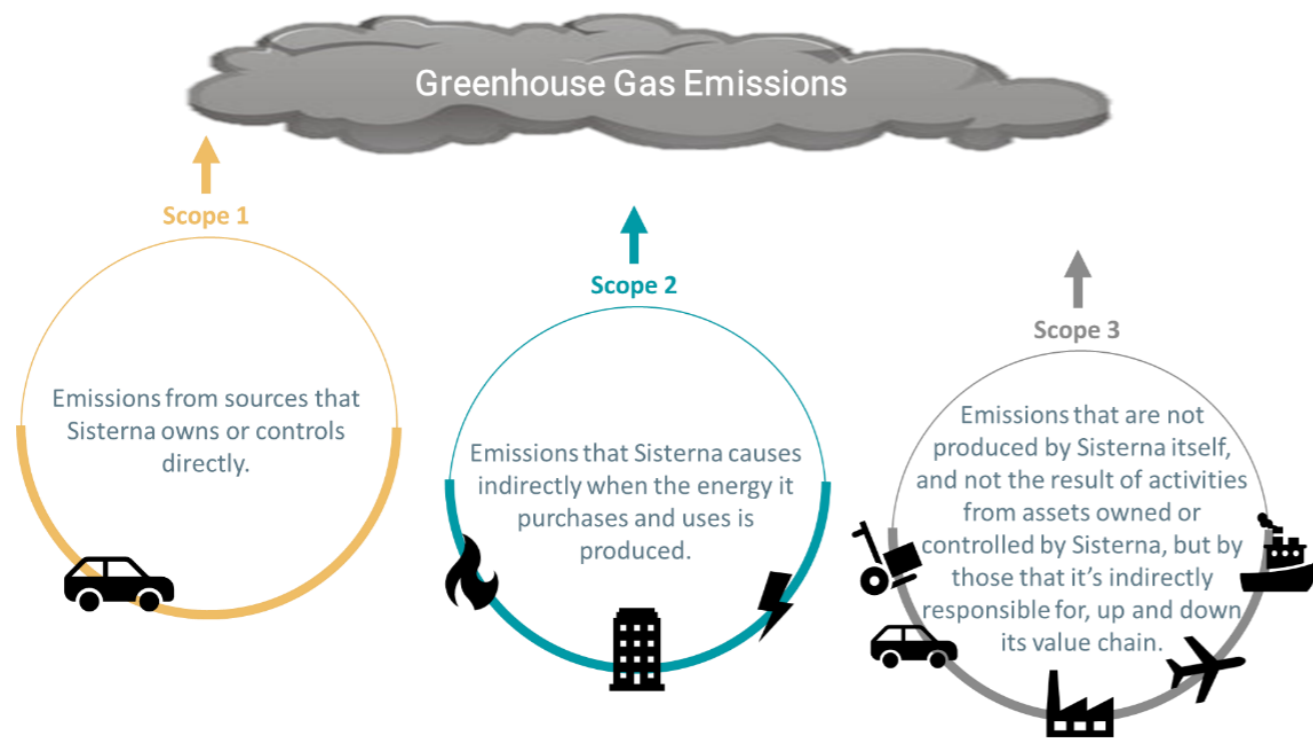 Greenhouse Gas Emissions
Scope 1
Emissions from sources that
Sisterna owns or controls
directly.
Scope 2
Emissions that Sisterna causes
indirectly when the energy it
purchases and uses is
produced.
Scope 3
Emissions that are not
produced by Sisterna itself,
and not the result of activities
from assets owned or
controlled by Sisterna, but by
those that it’s indirectly
responsible for, up and down
its value chain.